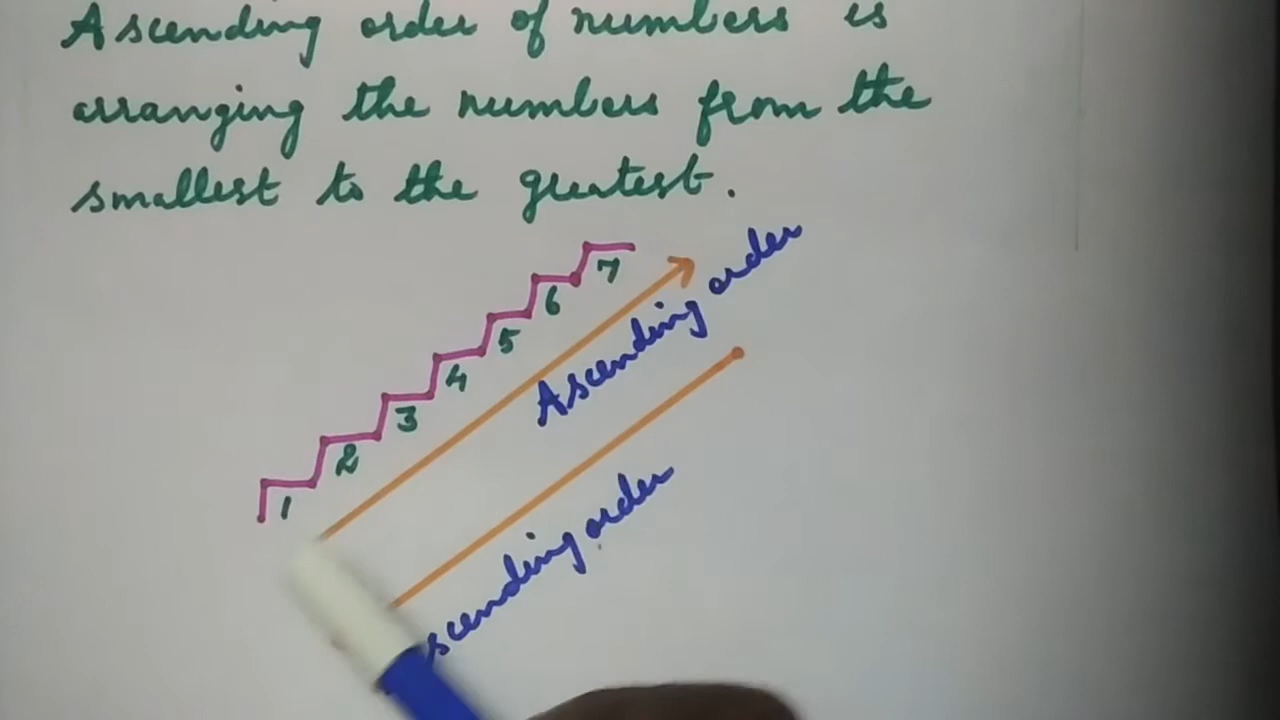 Ascending order of numbers is
arranging the numbers from the
smallest to the greatest.
7
6
5
4
3
2
1
Ascending order
scending order